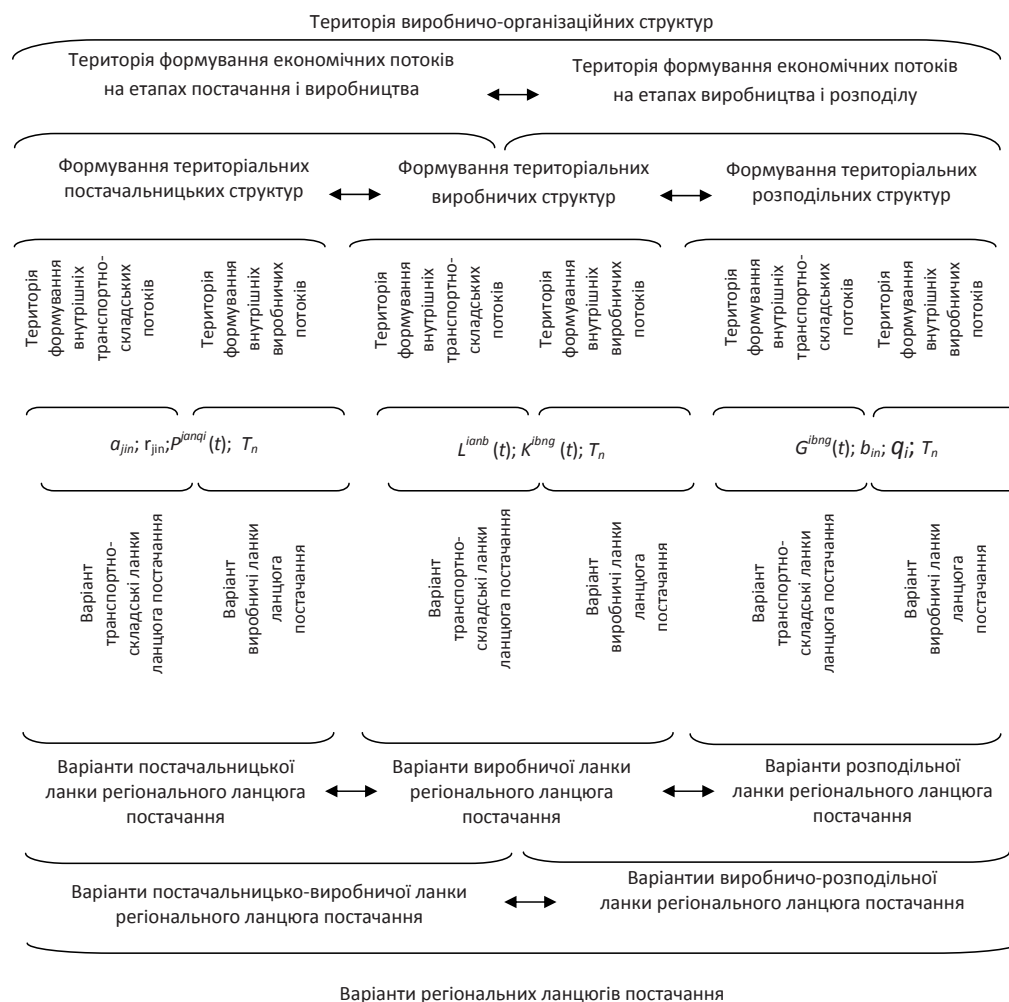 Територія виробничо-організаційних структур
Територія формування економічних потоків
на етапах постачання і виробництва
Територія формування економічних потоків
на етапах виробництва і розподілу
Формування територіальних
постачальницьких структур
Формування територіальних
виробничих структур
Формування територіальних
розподільних структур
Територія
формування
внутрішніх
транспортно-
складських
потоків
Територія
формування
внутрішніх
виробничих
потоків
Територія
формування
внутрішніх
транспортно-
складських
потоків
Територія
формування
внутрішніх
виробничих
потоків
Територія
формування
внутрішніх
транспортно-
складських
потоків
Територія
формування
внутрішніх
виробничих
потоків
a_{jin}; r_{jin};P^{janqi}(t); T_n
L^{ianb}(t); K^{ibng}(t); T_n
G^{ibng}(t); b_{in}; q_i; T_n
Варіант
транспортно-
складські ланки
ланцюга постачання
Варіант
виробничі ланки
ланцюга
постачання
Варіант
транспортно-
складські ланки
ланцюга постачання
Варіант
виробничі ланки
ланцюга
постачання
Варіант
транспортно-
складські ланки
ланцюга постачання
Варіант
виробничі ланки
ланцюга
постачання
Варіанти постачальницької
ланки регіонального ланцюга
постачання
Варіанти виробничої ланки
регіонального ланцюга
постачання
Варіанти розподільної
ланки регіонального ланцюга
постачання
Варіанти постачальницько-виробничої ланки
регіонального ланцюга постачання
Варіантии виробничо-розподільної
ланки регіонального ланцюга постачання
Варіанти регіональних ланцюгів постачання